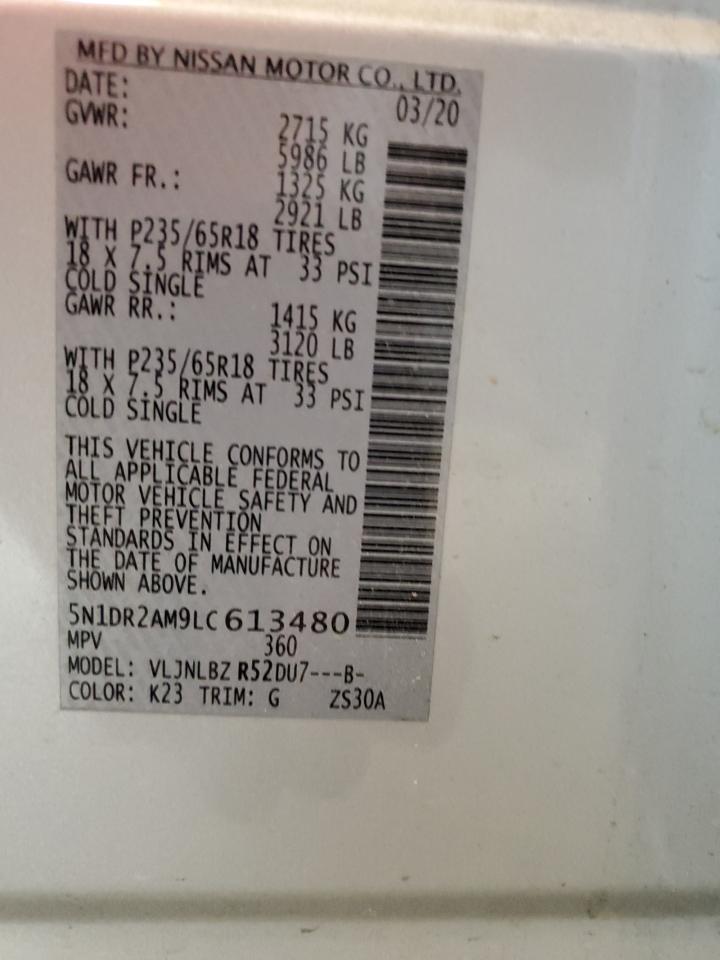 MFD BY NISSAN MOTOR CO., LTD.
DATE: 03/20
GVWR: 2715 KG
5986 LB
GAWR FR.: 1325 KG
2921 LB
WITH P235/65R18 TIRES
18 X 7.5 RIMS AT 33 PSI
COLD SINGLE
GAWR RR.: 1415 KG
3120 LB
WITH P235/65R18 TIRES
18 X 7.5 RIMS AT 33 PSI
COLD SINGLE
THIS VEHICLE CONFORMS TO
ALL APPLICABLE FEDERAL
MOTOR VEHICLE SAFETY AND
THEFT PREVENTION
STANDARDS IN EFFECT ON
THE DATE OF MANUFACTURE
SHOWN ABOVE.
5N1DR2AM9LC613480
MPV 360
MODEL: VLJNLBZ R52DU7---B-
COLOR: K23 TRIM: G ZS30A